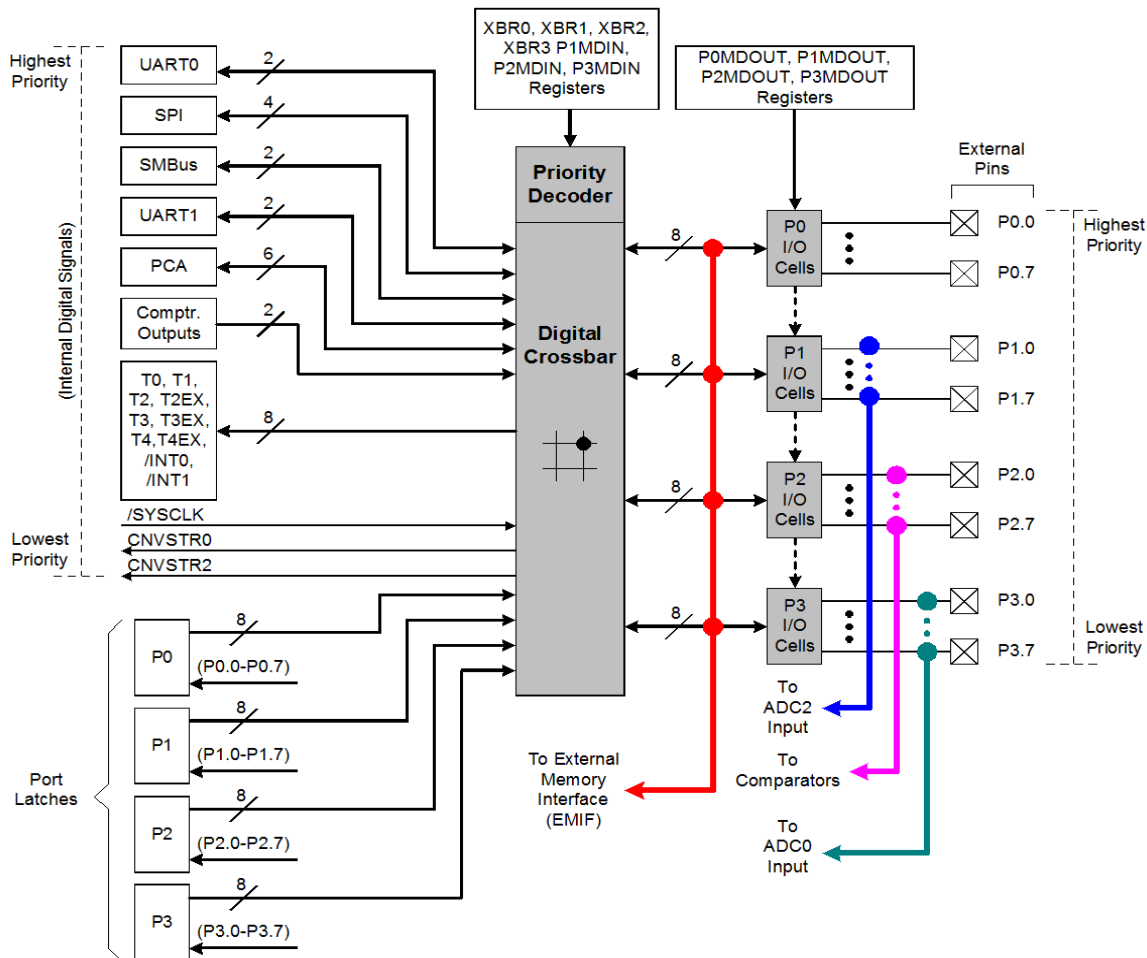 XBR0, XBR1, XBR2,
XBR3 P1MDIN,
P2MDIN, P3MDIN
Registers
P0MDOUT, P1MDOUT,
P2MDOUT, P3MDOUT
Registers
Highest
Priority
UART0
2
SPI
4
SMBus
2
UART1
2
PCA
6
Comptr.
Outputs
2
T0, T1,
T2, T2EX,
T3, T3EX,
T4,T4EX,
/INT0,
/INT1
8
(Internal Digital Signals)
/SYSCLK
CNVSTR0
CNVSTR2
Lowest
Priority
Priority
Decoder
Digital
Crossbar
8
8
8
8
P0
I/O
Cells
P1
I/O
Cells
P2
I/O
Cells
P3
I/O
Cells
External
Pins
P0.0
P0.7
P1.0
P1.7
P2.0
P2.7
P3.0
P3.7
Highest
Priority
Lowest
Priority
Port
Latches
P0
8
(P0.0-P0.7)
P1
8
(P1.0-P1.7)
P2
8
(P2.0-P2.7)
P3
8
(P3.0-P3.7)
To External
Memory
Interface
(EMIF)
To
ADC2
Input
To
Comparators
To
ADC0
Input